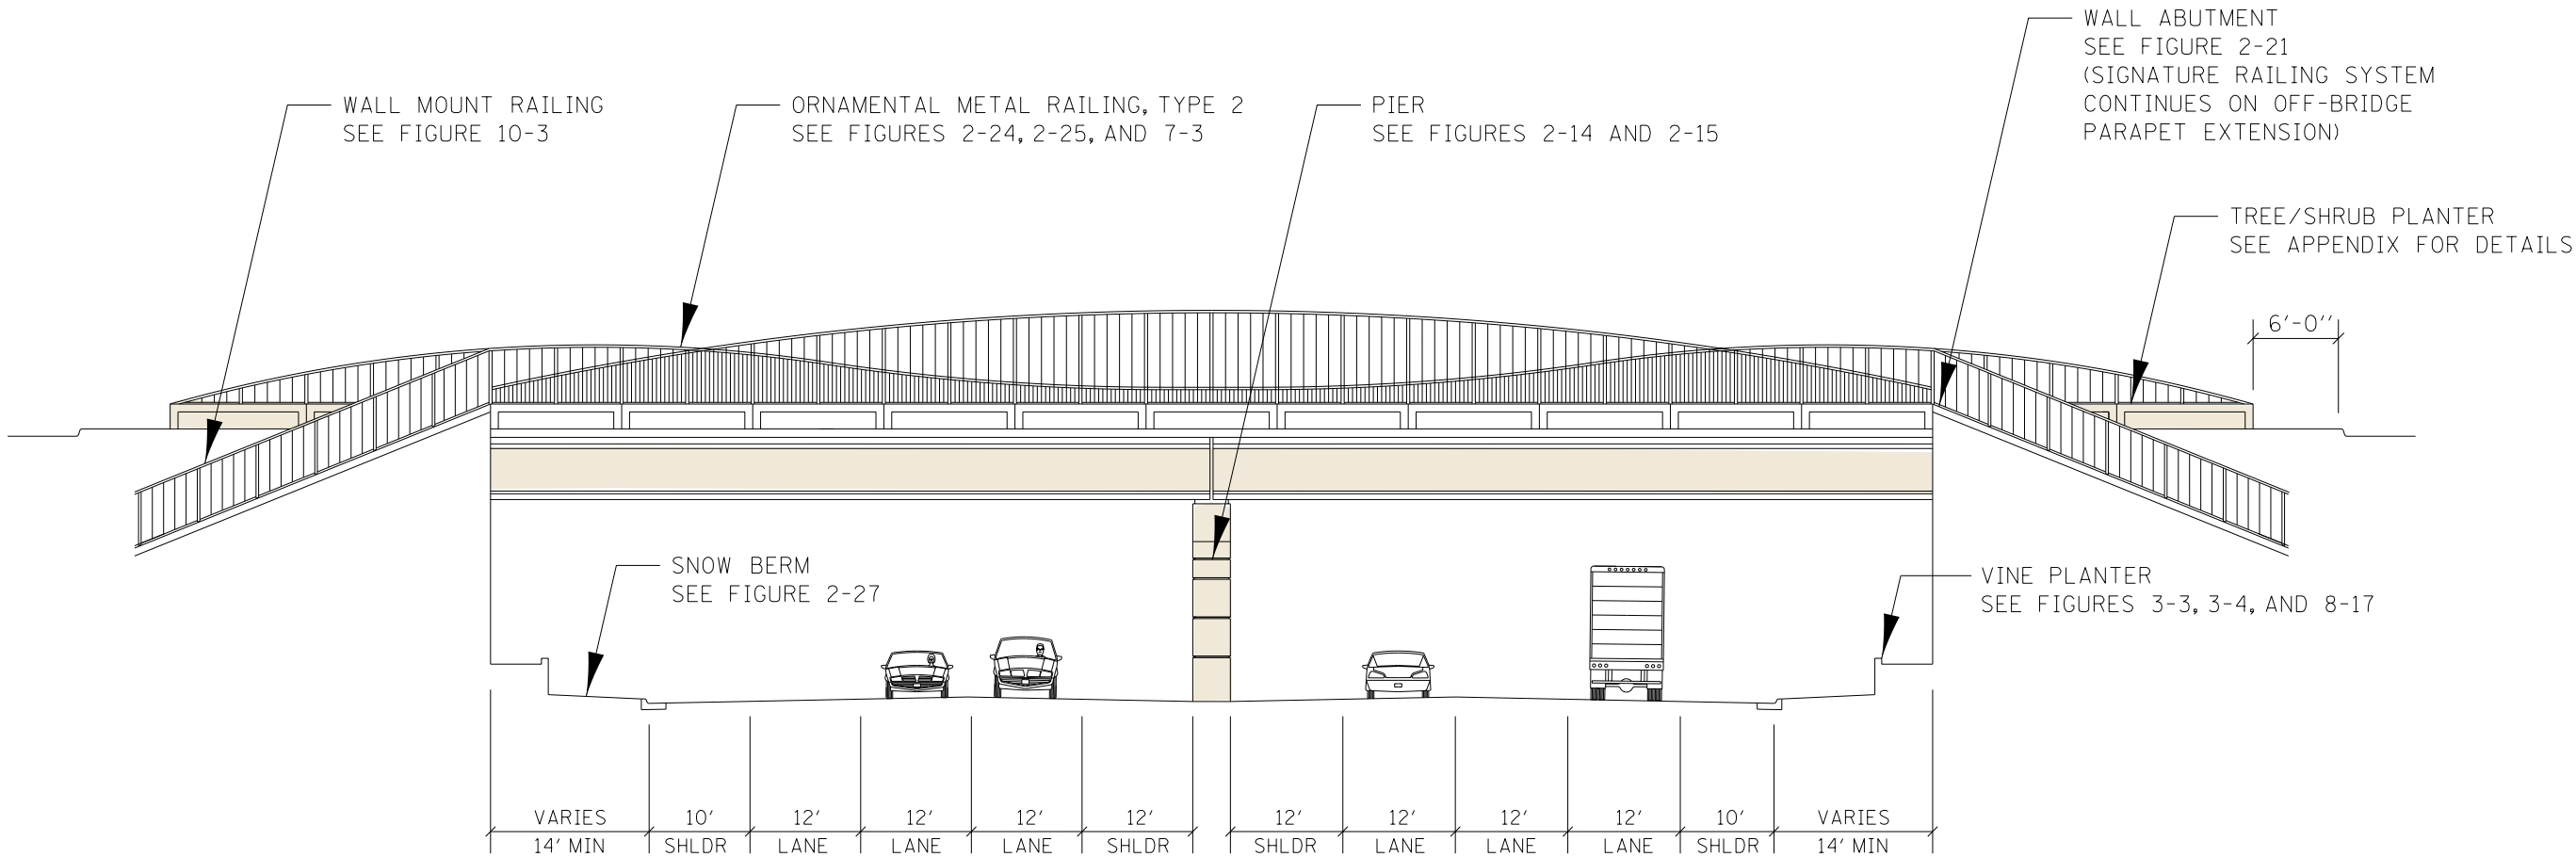 WALL ABUTMENT
SEE FIGURE 2-21
(SIGNATURE RAILING SYSTEM
CONTINUES ON OFF-BRIDGE
PARAPET EXTENSION)
WALL MOUNT RAILING
SEE FIGURE 10-3
ORNAMENTAL METAL RAILING, TYPE 2
SEE FIGURES 2-24, 2-25, AND 7-3
PIER
SEE FIGURES 2-14 AND 2-15
TREE/SHRUB PLANTER
SEE APPENDIX FOR DETAILS
6'-0''
SNOW BERM
SEE FIGURE 2-27
VINE PLANTER
SEE FIGURES 3-3, 3-4, AND 8-17
VARIES 10' 12' 12' 12' 12' 12' 12' 12' 12' 10' VARIES
14' MIN SHLDR LANE LANE LANE SHLDR SHLDR LANE LANE LANE SHLDR 14' MIN